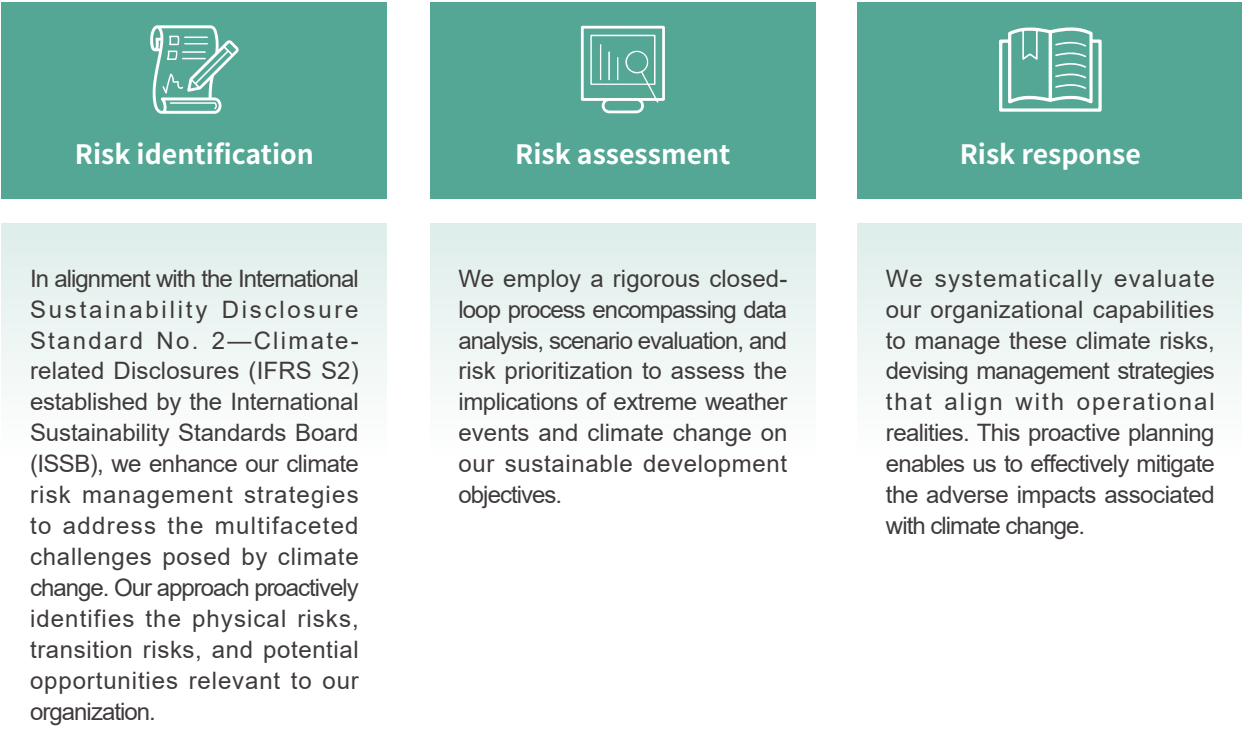 Risk identification
In alignment with the International
Sustainability Disclosure
Standard No. 2—Climate-
related Disclosures (IFRS S2)
established by the International
Sustainability Standards Board
(ISSB), we enhance our climate
risk management strategies
to address the multifaceted
challenges posed by climate
change. Our approach proactively
identifies the physical risks,
transition risks, and potential
opportunities relevant to our
organization.
Risk assessment
We employ a rigorous closed-
loop process encompassing data
analysis, scenario evaluation, and
risk prioritization to assess the
implications of extreme weather
events and climate change on
our sustainable development
objectives.
Risk response
We systematically evaluate
our organizational capabilities
to manage these climate risks,
devising management strategies
that align with operational
realities. This proactive planning
enables us to effectively mitigate
the adverse impacts associated
with climate change.